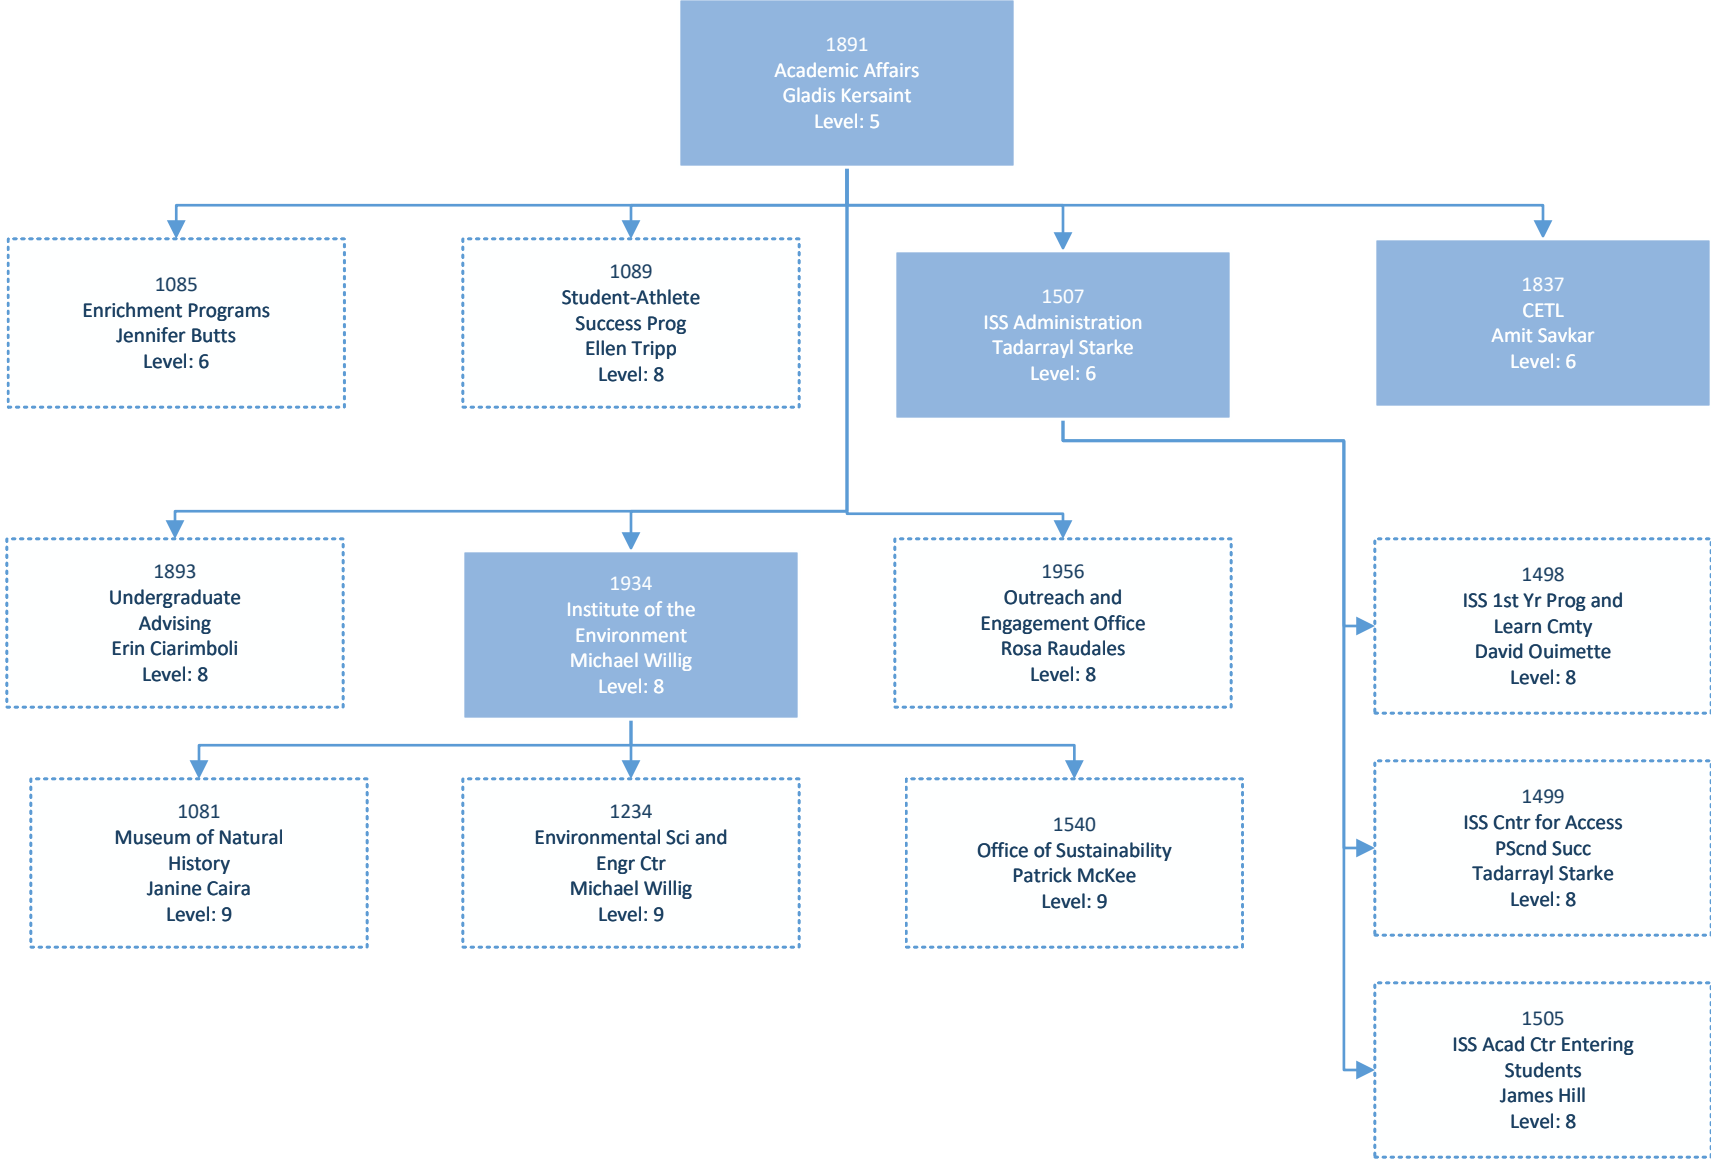 1891
Academic Affairs
Gladis Kersaint
Level: 5
1085
Enrichment Programs
Jennifer Butts
Level: 6
1089
Student-Athlete
Success Prog
Ellen Tripp
Level: 8
1507
ISS Administration
Tadarrayl Starke
Level: 6
1837
CETL
Amit Savkar
Level: 6
1893
Undergraduate
Advising
Erin Ciarimboli
Level: 8
1934
Institute of the
Environment
Michael Willig
Level: 8
1956
Outreach and
Engagement Office
Rosa Raudales
Level: 8
1498
ISS 1st Yr Prog and
Learn Cmty
David Ouimette
Level: 8
1081
Museum of Natural
History
Janine Caira
Level: 9
1234
Environmental Sci and
Engr Ctr
Michael Willig
Level: 9
1540
Office of Sustainability
Patrick McKee
Level: 9
1499
ISS Cntr for Access
PScnd Succ
Tadarrayl Starke
Level: 8
1505
ISS Acad Ctr Entering
Students
James Hill
Level: 8